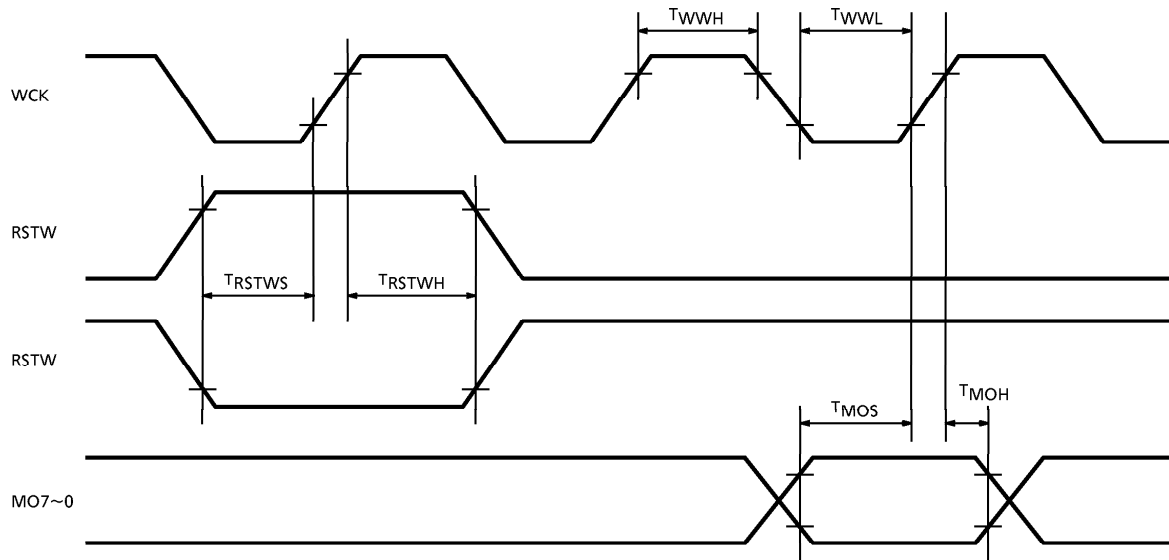 TWWH TWWL
WCK
RSTW
TRSTWS TRSTWH
RSTW
TMOS TMOH
MO7~0